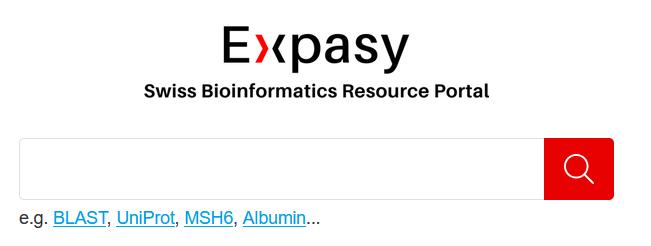 Expasy
Swiss Bioinformatics Resource Portal
e.g. BLAST, UniProt, MSH6, Albumin...